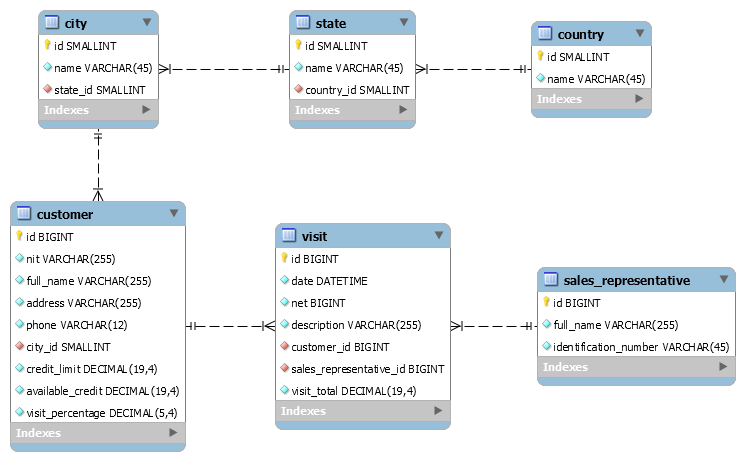 city
id SMALLINT
name VARCHAR(45)
state_id SMALLINT
Indexes
state
id SMALLINT
name VARCHAR(45)
country_id SMALLINT
Indexes
country
id SMALLINT
name VARCHAR(45)
Indexes
customer
id BIGINT
nit VARCHAR(255)
full_name VARCHAR(255)
address VARCHAR(255)
phone VARCHAR(12)
city_id SMALLINT
credit_limit DECIMAL(19,4)
available_credit DECIMAL(19,4)
visit_percentage DECIMAL(5,4)
Indexes
visit
id BIGINT
date DATETIME
net BIGINT
description VARCHAR(255)
customer_id BIGINT
sales_representative_id BIGINT
visit_total DECIMAL(19,4)
Indexes
sales_representative
id BIGINT
full_name VARCHAR(255)
identification_number VARCHAR(45)
Indexes